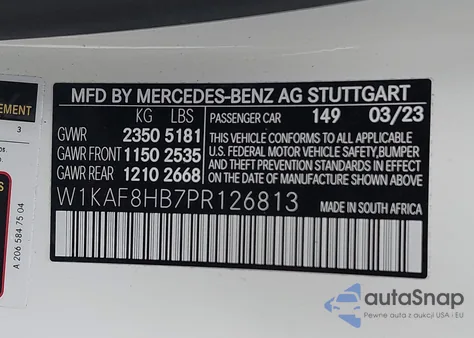 MFD BY MERCEDES-BENZ AG STUTTGART
KG LBS
GVWR 2350 5181
GAWR FRONT 1150 2535
GAWR REAR 1210 2668
PASSENGER CAR 149 03/23
THIS VEHICLE CONFORMS TO ALL APPLICABLE
U.S. FEDERAL MOTOR VEHICLE SAFETY,BUMPER
AND THEFT PREVENTION STANDARDS IN EFFECT
ON THE DATE OF MANUFACTURE SHOWN ABOVE.
W1KAF8HB7PR126813
MADE IN SOUTH AFRICA
EMENT
3
A 206 584 75 04
autoSnap
Pewne auta z aukcji USA i EU